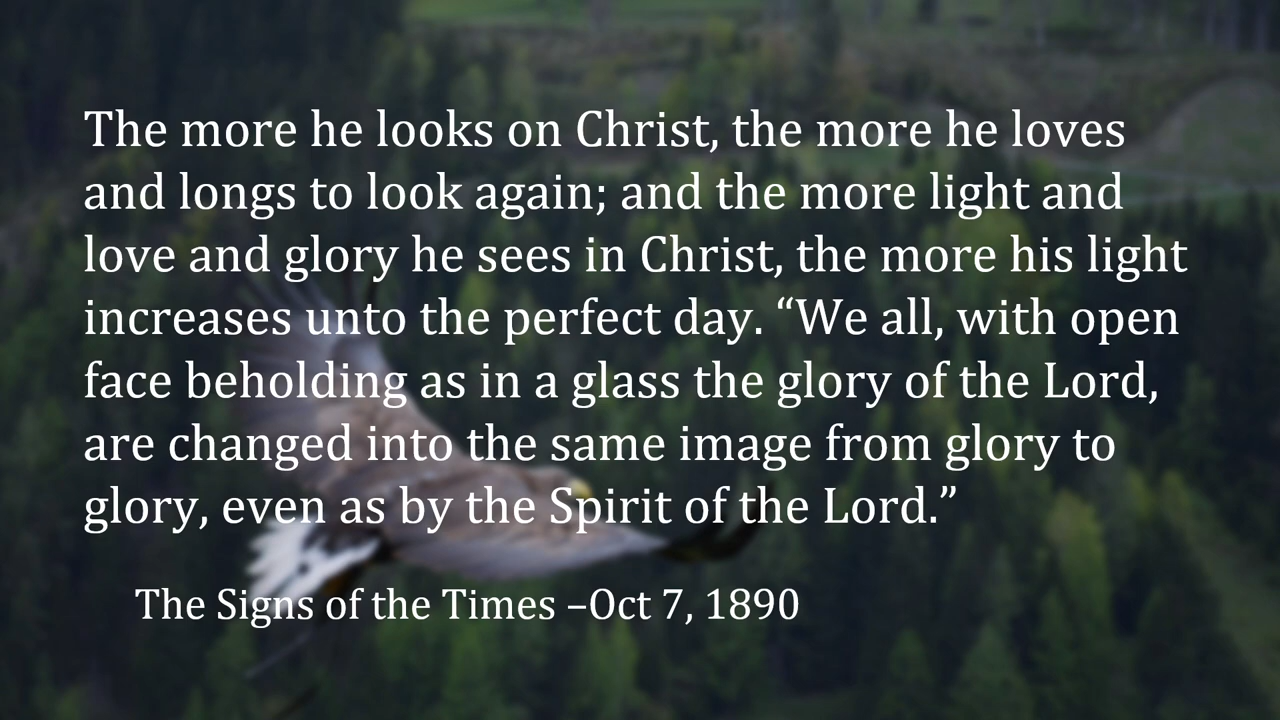 The more he looks on Christ, the more he loves
and longs to look again; and the more light and
love and glory he sees in Christ, the more his light
increases unto the perfect day. “We all, with open
face beholding as in a glass the glory of the Lord,
are changed into the same image from glory to
glory, even as by the Spirit of the Lord.”
The Signs of the Times –Oct 7, 1890